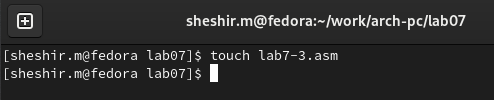 sheshir.m@fedora:~/work/arch-pc/lab07
[sheshir.m@fedora lab07]$ touch lab7-3.asm
[sheshir.m@fedora lab07]$